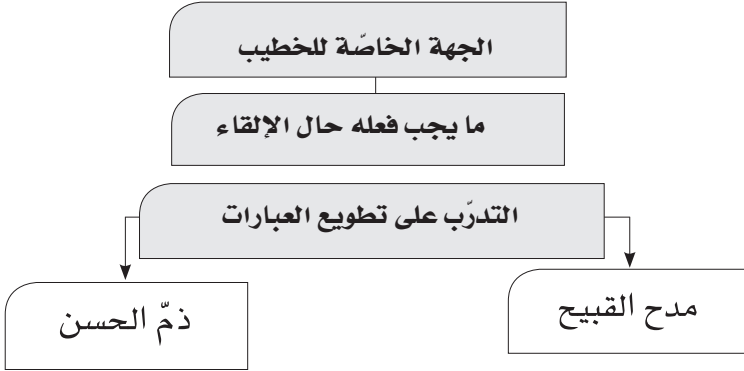 الجهة الخاصّة للخطيب
ما يجب فعله حال الإلقاء
التدرّب على تطويع العبارات
مدح القبيح
ذمّ الحسن